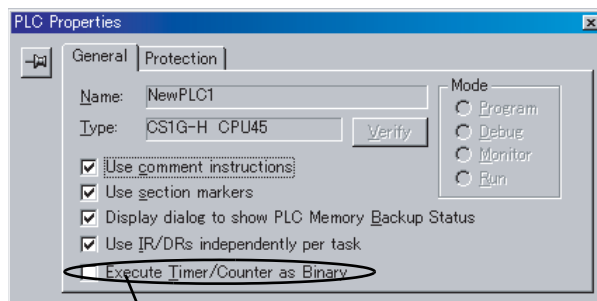 PLC Properties
General Protection
Name: NewPLC1
Type: CS1G-H CPU45 Verify
Mode
Program
Debug
Monitor
Run
Use comment instructions
Use section markers
Display dialog to show PLC Memory Backup Status
Use IR/DRs independently per task
Execute Timer/Counter as Binary